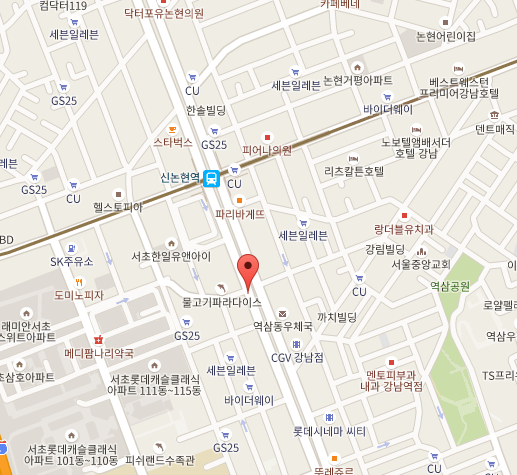 컴닥터119
닥터포유논현의원
카페베네
세븐일레븐
논현어린이집
GS25
CU
세븐일레븐
논현거평아파트
베스트웨스턴
프리미어강남호텔
한솔빌딩
바이더웨이
스타벅스
피어나의원
노보텔앰배서더
호텔 강남
덴트매직
세븐일레븐
GS25
CU
신논현역
CU
리츠칼튼호텔
헬스토피아
파리바게뜨
BD
세븐일레븐
랑더블유치과
강림빌딩
서울중앙교회
SK주유소
서초한일유앤아이
CU
역삼공원
도미노피자
물고기파라다이스
까치빌딩
로얄팰리
래미안서초
스위트아파트
GS25
역삼동우체국
메디팜나리약국
CGV 강남점
역삼우
초삼호아파트
세븐일레븐
멘토피부과
내과 강남역점
TS프리
서초롯데캐슬클래식
아파트 111동~115동
바이더웨이
롯데시네마 씨티
서초롯데캐슬클래식
아파트 101동~110동
피쉬랜드수족관
GS25
뚜레쥬르
CU
세븐일레븐